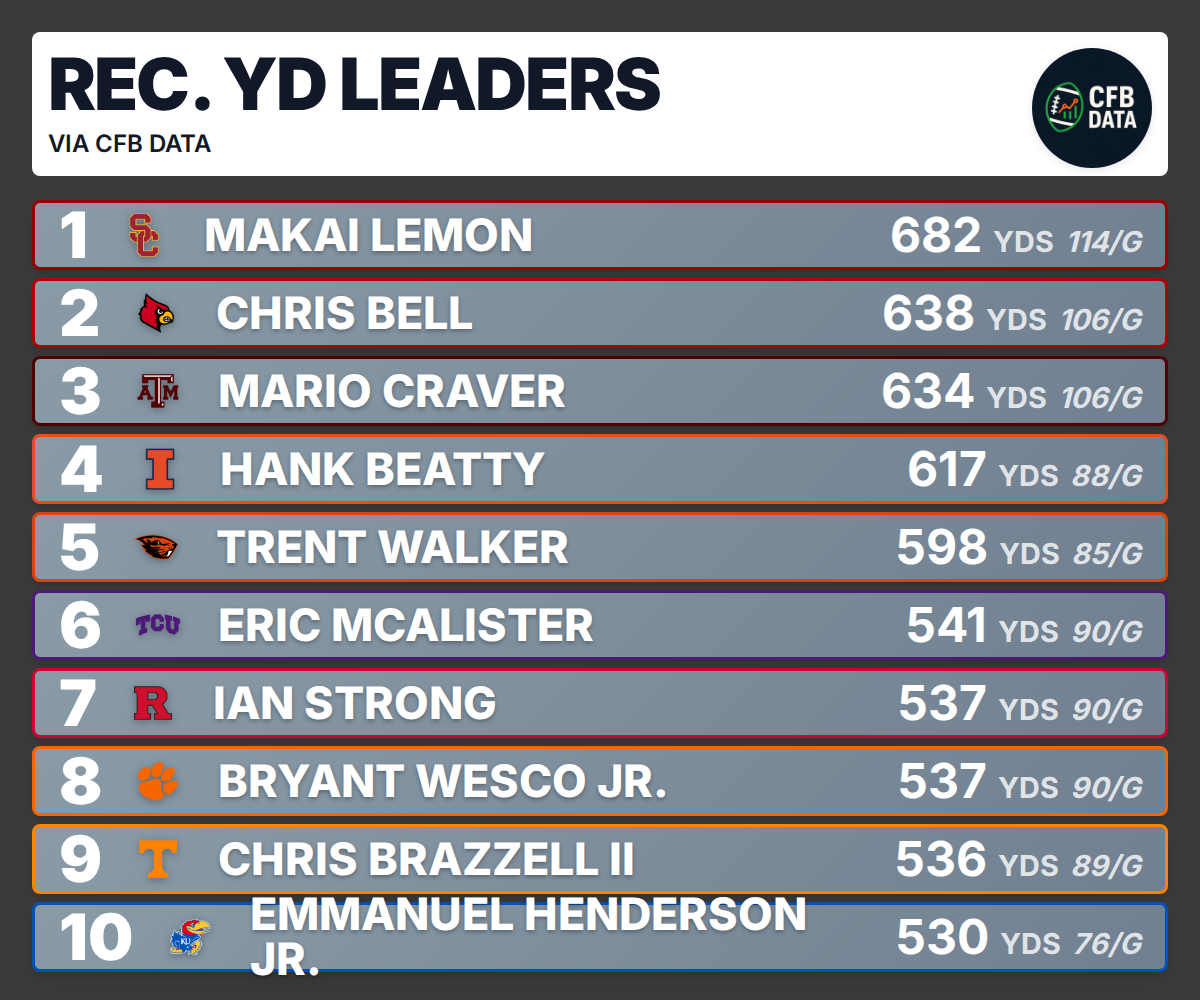 REC. YD LEADERS
VIA CFB DATA
CFB
DATA
1 SC MAKAI LEMON 682 YDS 114/G
2 CHRIS BELL 638 YDS 106/G
3 ATM MARIO CRAVER 634 YDS 106/G
4 I HANK BEATTY 617 YDS 88/G
5 TRENT WALKER 598 YDS 85/G
6 TCU ERIC MCALISTER 541 YDS 90/G
7 R IAN STRONG 537 YDS 90/G
8 BRYANT WESCO JR. 537 YDS 90/G
9 T CHRIS BRAZZELL II 536 YDS 89/G
10 KU EMMANUEL HENDERSON
JR. 530 YDS 76/G